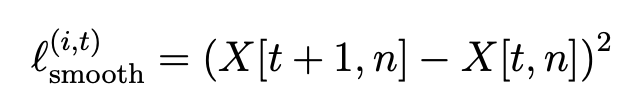 ℓ_smooth^(i,t) = (X[t + 1, n] − X[t, n])²